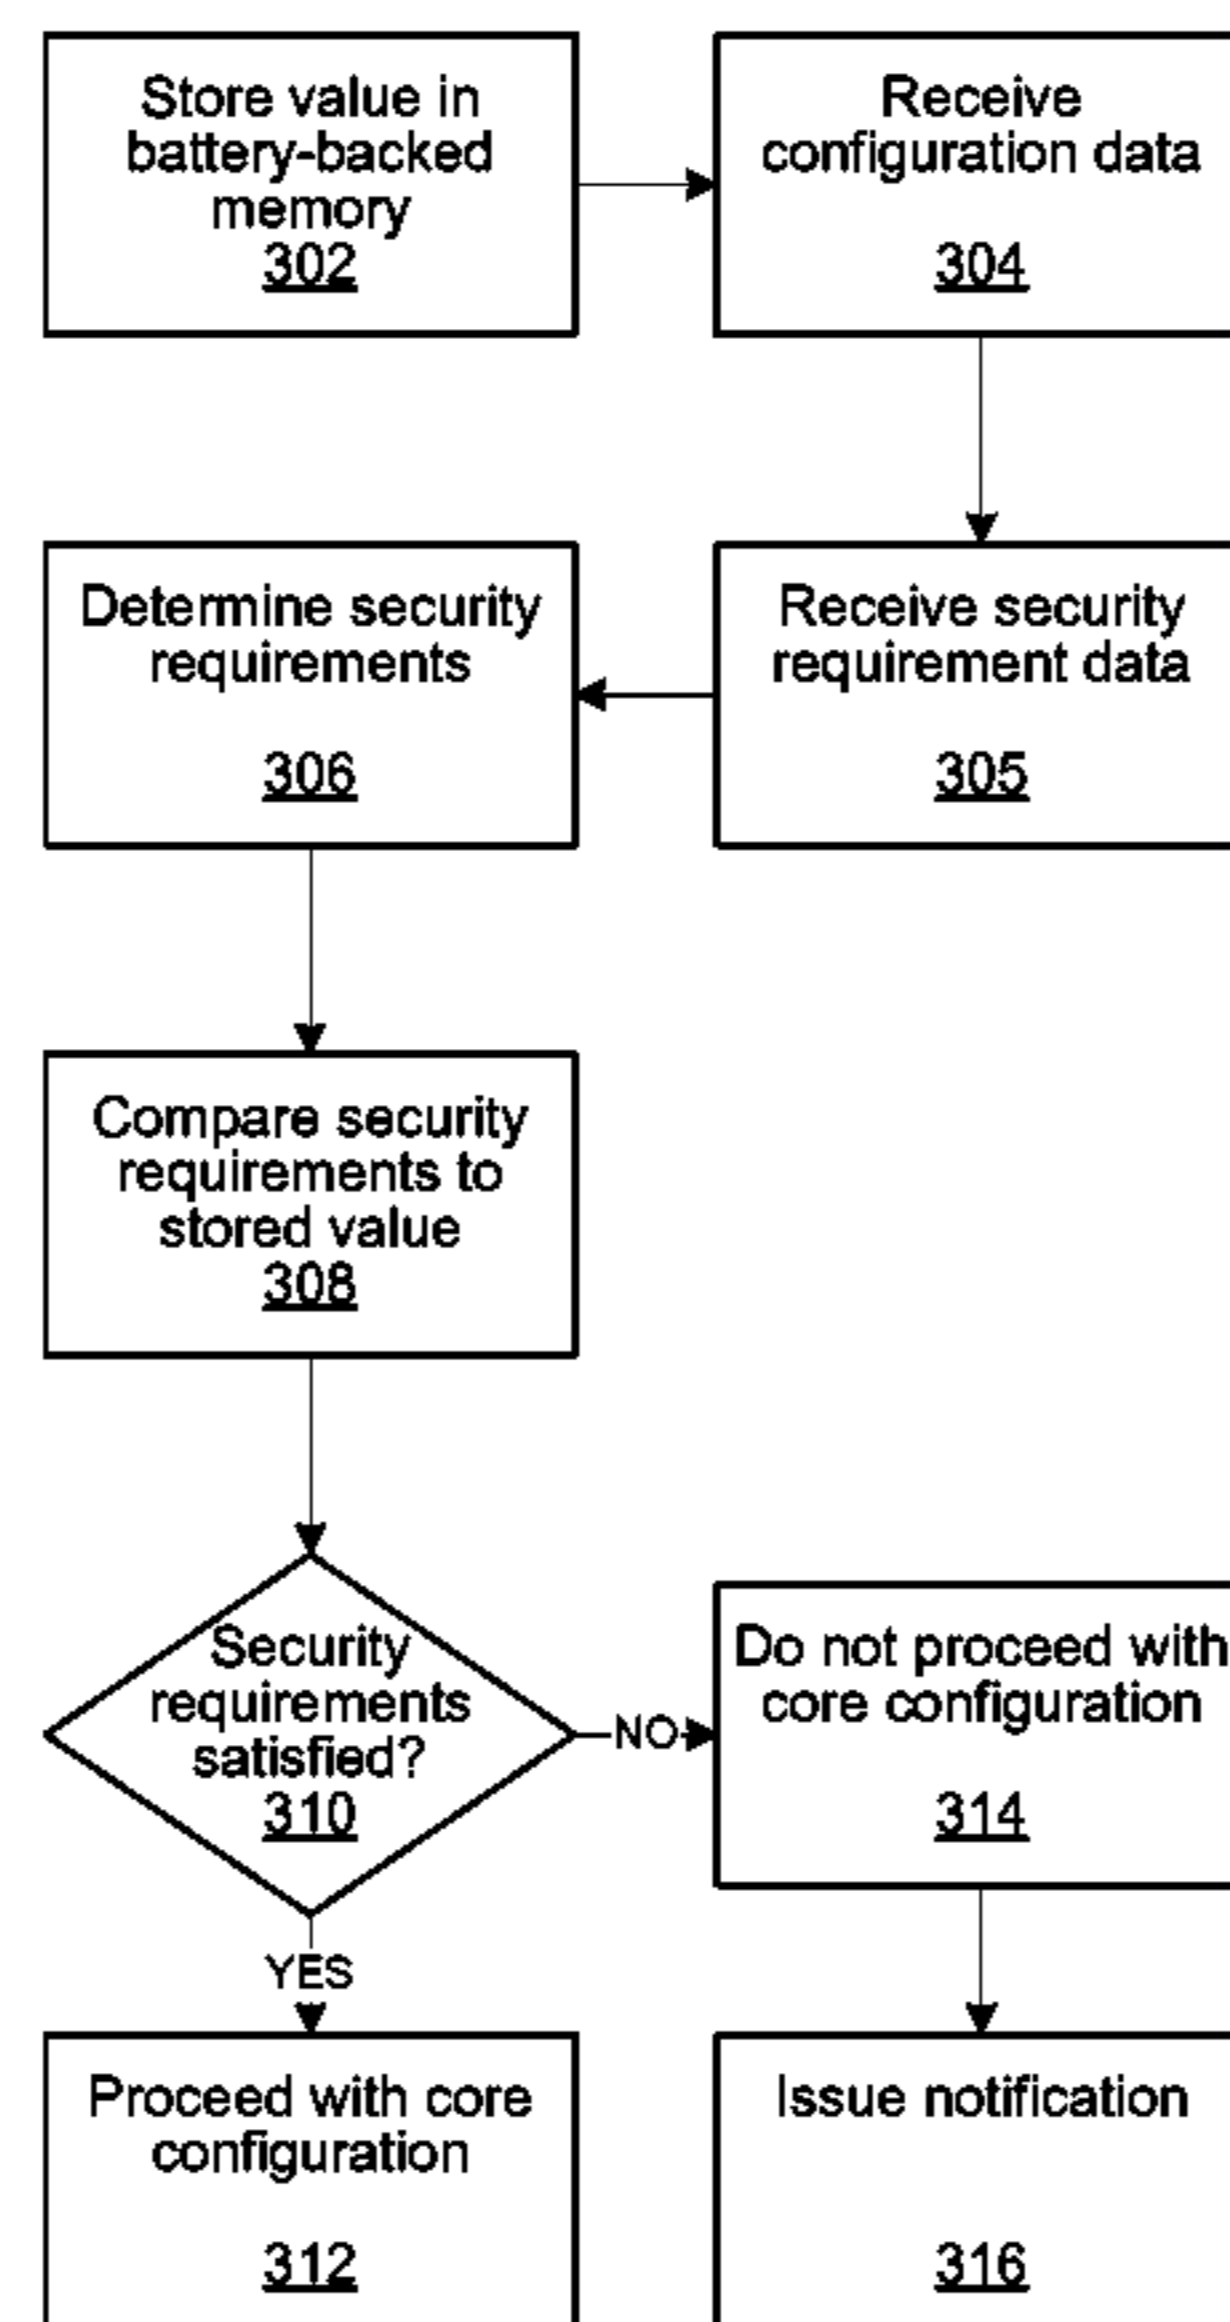 Store value in
battery-backed
memory
302
Receive
configuration data
304
Determine security
requirements
306
Receive security
requirement data
305
Compare security
requirements to
stored value
308
Security
requirements
satisfied?
310
NO
Do not proceed with
core configuration
314
YES
Proceed with core
configuration
312
Issue notification
316